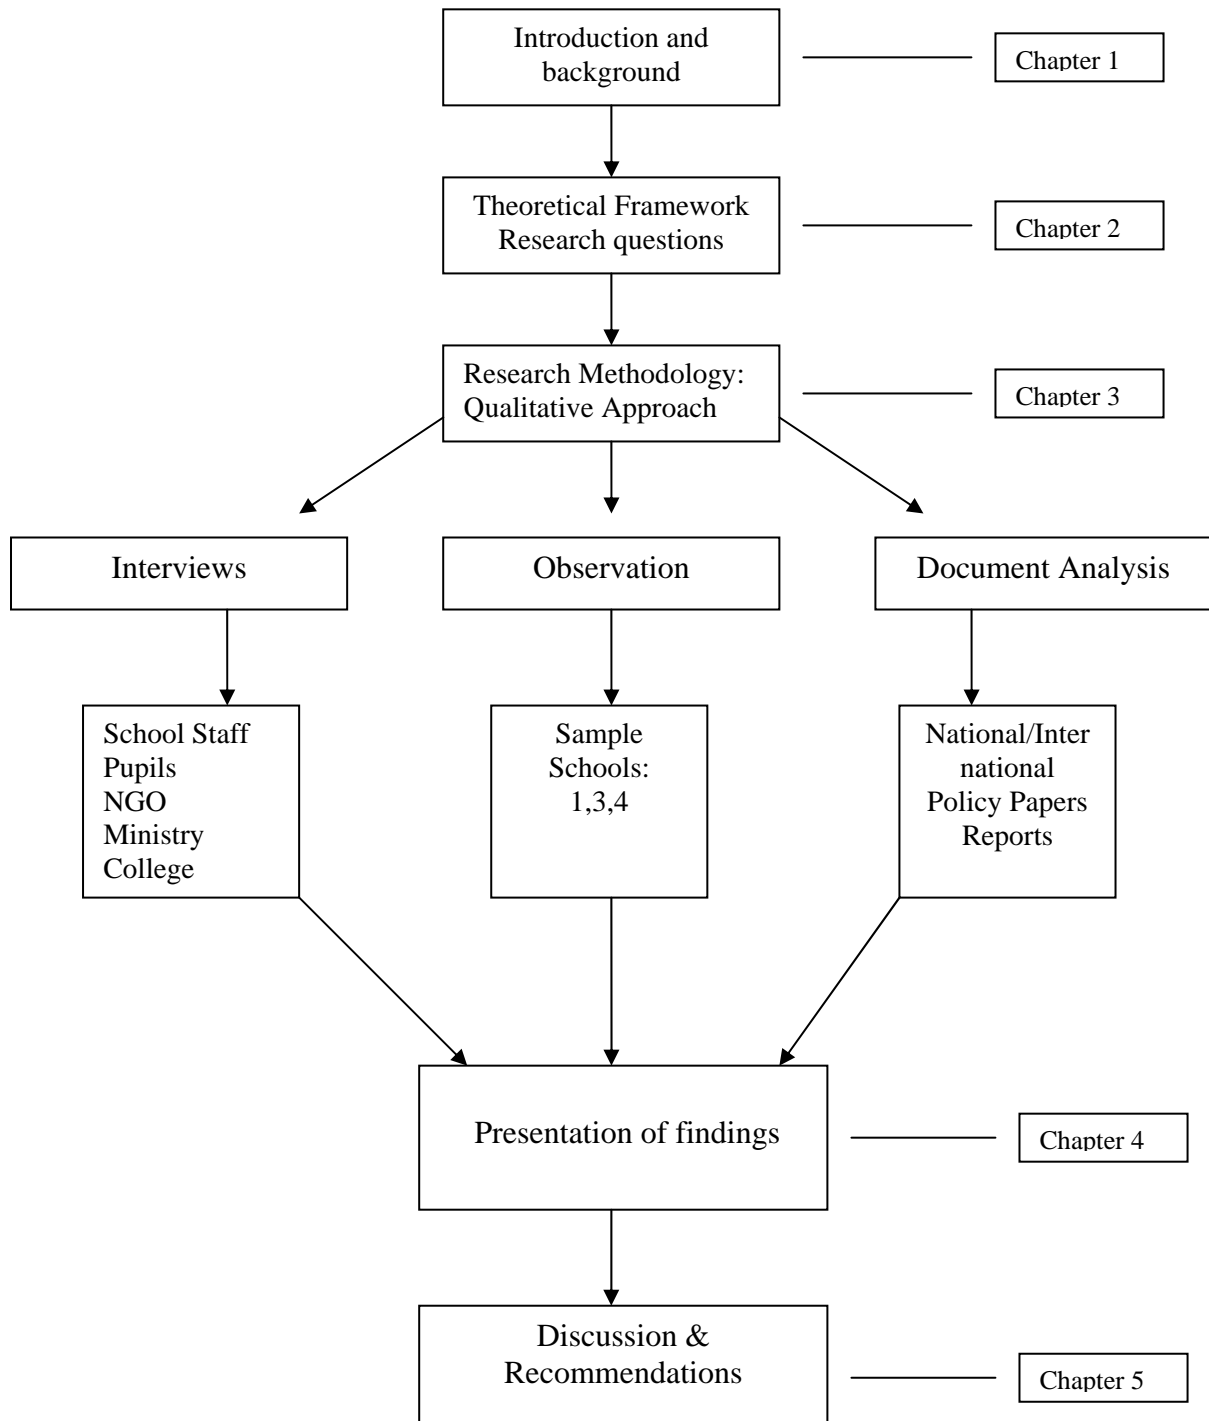 Introduction and
background
Chapter 1
Theoretical Framework
Research questions
Chapter 2
Research Methodology:
Qualitative Approach
Chapter 3
Interviews
Observation
Document Analysis
School Staff
Pupils
NGO
Ministry
College
Sample
Schools:
1,3,4
National/Inter
national
Policy Papers
Reports
Presentation of findings
Chapter 4
Discussion &
Recommendations
Chapter 5